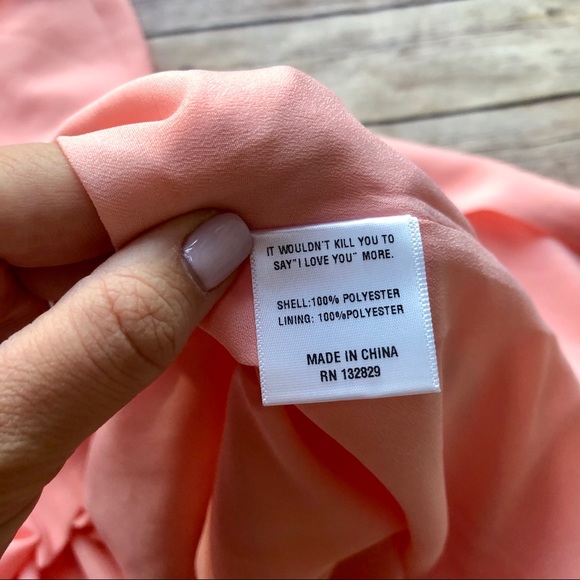 IT WOULDN'T KILL YOU TO
SAY"I LOVE YOU" MORE.
SHELL:100% POLYESTER
LINING: 100%POLYESTER
MADE IN CHINA
RN 132829